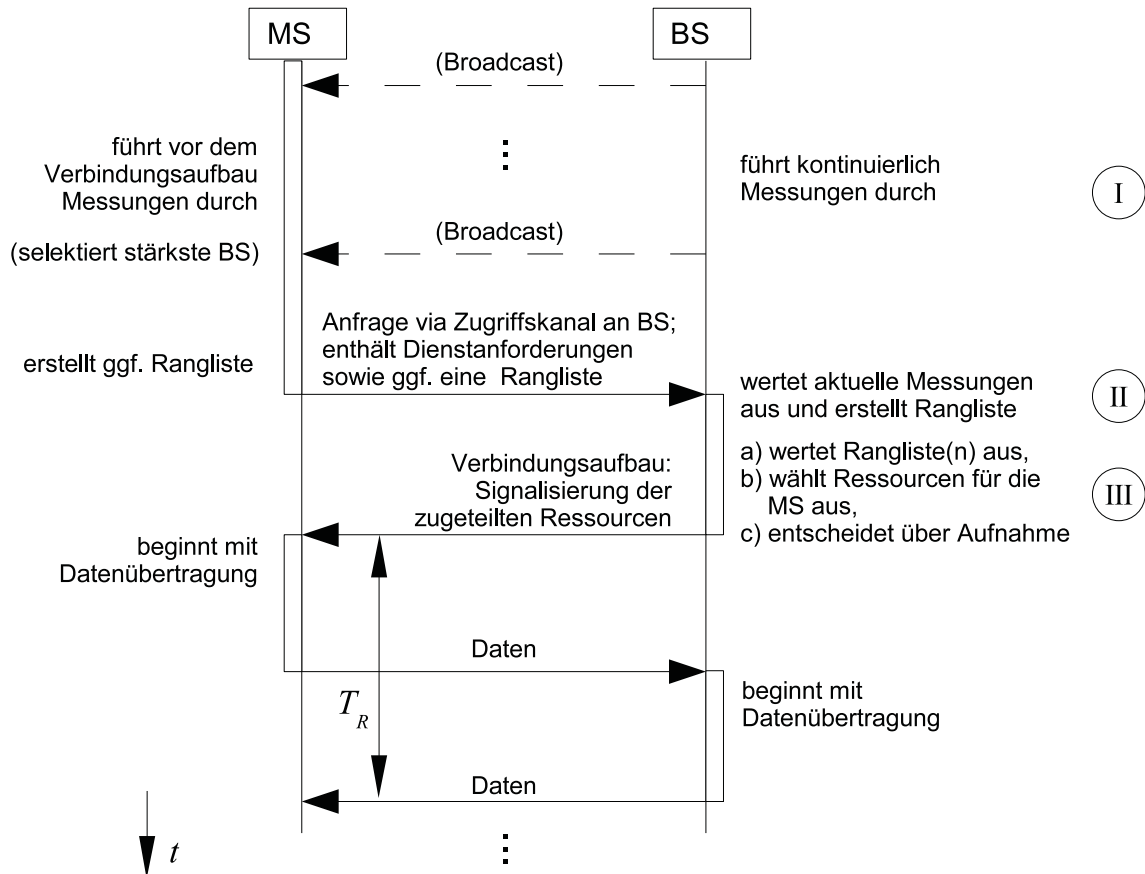 MS
BS
(Broadcast)
führt vor dem
Verbindungsaufbau
Messungen durch
führt kontinuierlich
Messungen durch
I
(Broadcast)
(selektiert stärkste BS)
Anfrage via Zugriffskanal an BS;
enthält Dienstanforderungen
sowie ggf. eine Rangliste
erstellt ggf. Rangliste
wertet aktuelle Messungen
aus und erstellt Rangliste
II
a) wertet Rangliste(n) aus,
b) wählt Ressourcen für die
MS aus,
c) entscheidet über Aufnahme
III
Verbindungsaufbau:
Signalisierung der
zugeteilten Ressourcen
beginnt mit
Datenübertragung
Daten
T_R
beginnt mit
Datenübertragung
Daten
t